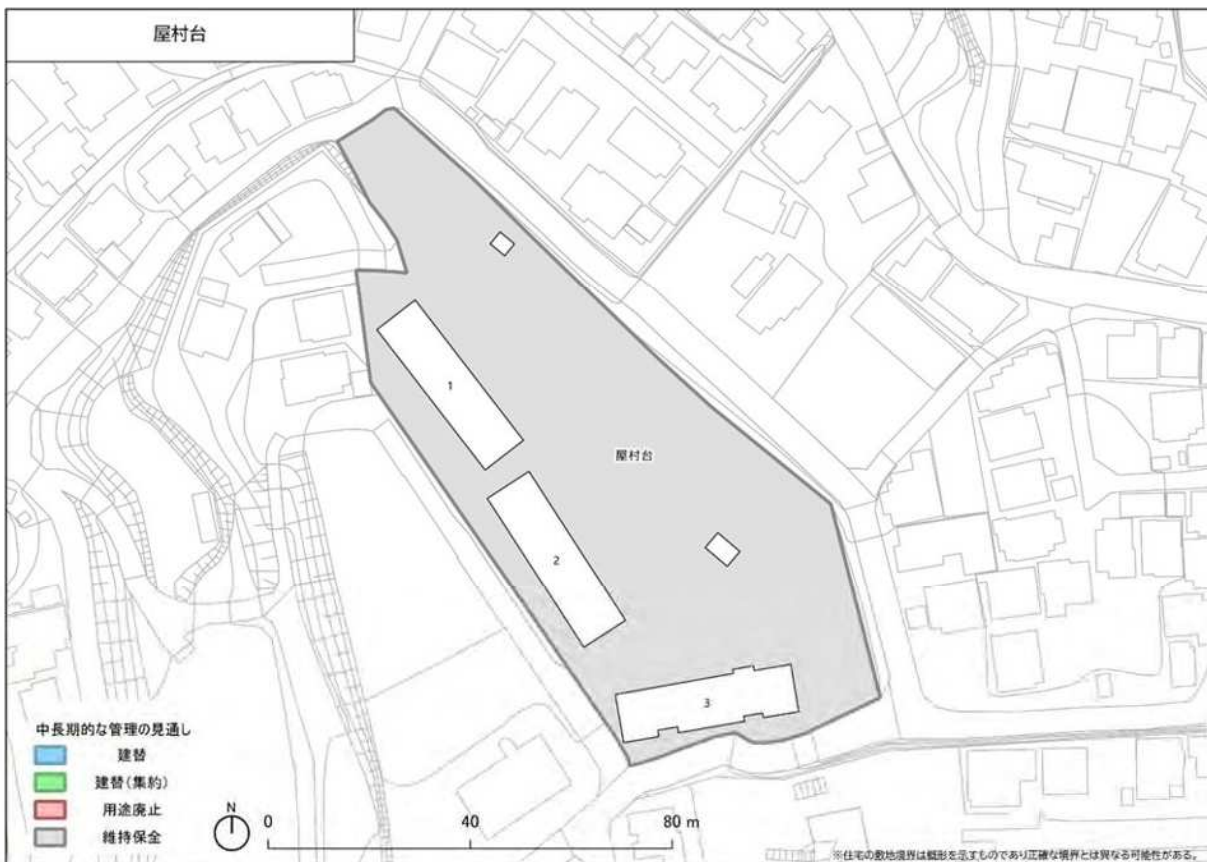 屋村台
1
屋村台
2
3
中長期的な管理の見通し
建替
建替(集約)
用途廃止
維持保全
N
0 40 80 m
※住宅の敷地境界は概形を示すものであり正確な境界とは異なる可能性がある。